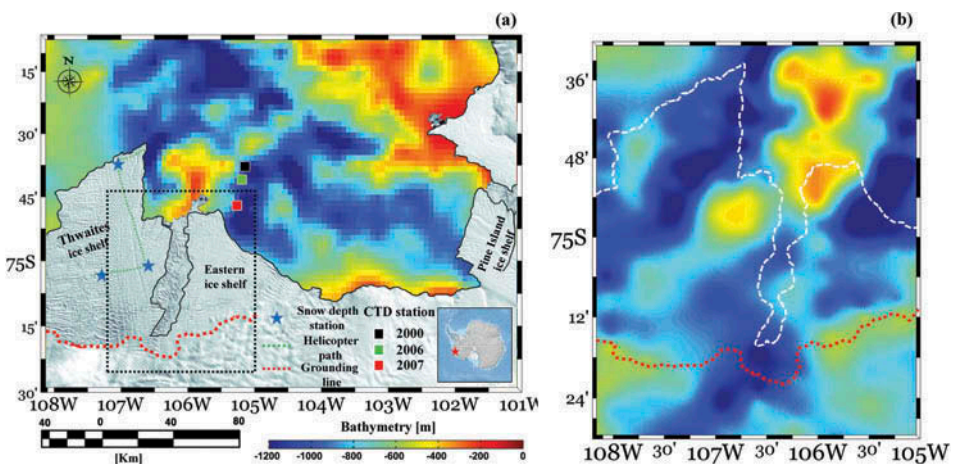 (a)
15'
30'
45'
75S
15'
30'
108W 107W 106W 105W 104W 103W 102W 101W
Thwaites
ice shelf
Eastern
ice shelf
Pine Island
ice shelf
Snow depth
station
Helicopter
path
Grounding
line
CTD station
2000
2006
2007
40 0 40 80
[Km]
Bathymetry [m]
-1200 -1000 -800 -600 -400 -200 0
(b)
36'
48'
75S
12'
24'
108W 30' 107W 30' 106W 30' 105W